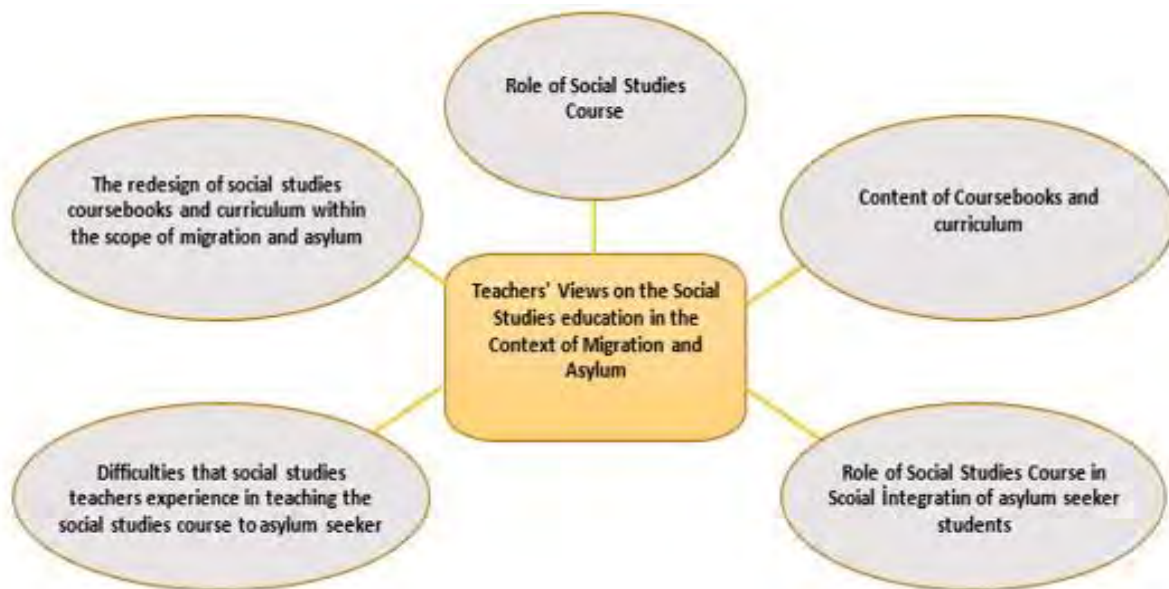 Role of Social Studies
Course
The redesign of social studies
coursebooks and curriculum within
the scope of migration and asylum
Content of Coursebooks and
curriculum
Teachers' Views on the Social
Studies education in the
Context of Migration and
Asylum
Difficulties that social studies
teachers experience in teaching the
social studies course to asylum seeker
Role of Social Studies Course in
Scoial İntegratin of asylum seeker
students